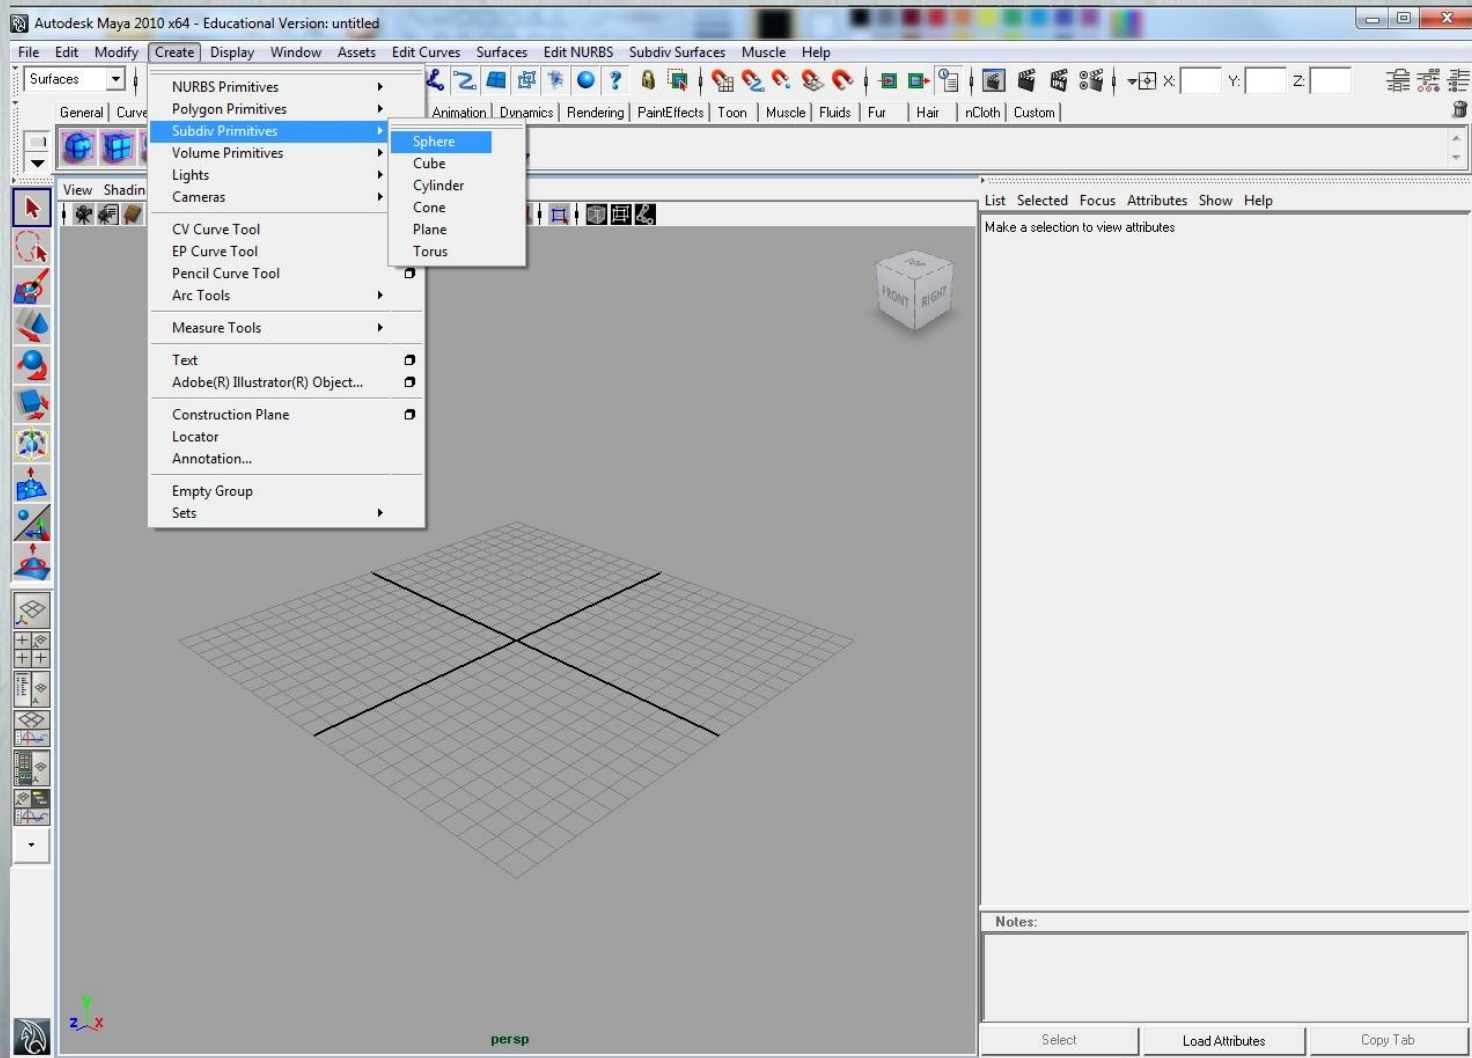 Autodesk Maya 2010 x64 - Educational Version: untitled
File Edit Modify Create Display Window Assets Edit Curves Surfaces Edit NURBS Subdiv Surfaces Muscle Help
Surfaces X: Y: Z:
General Curve Animation Dynamics Rendering PaintEffects Toon Muscle Fluids Fur Hair nCloth Custom
NURBS Primitives
Polygon Primitives
Subdiv Primitives
Volume Primitives
Lights
Cameras
CV Curve Tool
EP Curve Tool
Pencil Curve Tool
Arc Tools
Measure Tools
Text
Adobe(R) Illustrator(R) Object...
Construction Plane
Locator
Annotation...
Empty Group
Sets
Sphere
Cube
Cylinder
Cone
Plane
Torus
View Shadin
TOP
FRONT RIGHT
z y x
persp
List Selected Focus Attributes Show Help
Make a selection to view attributes
Notes:
Select Load Attributes Copy Tab